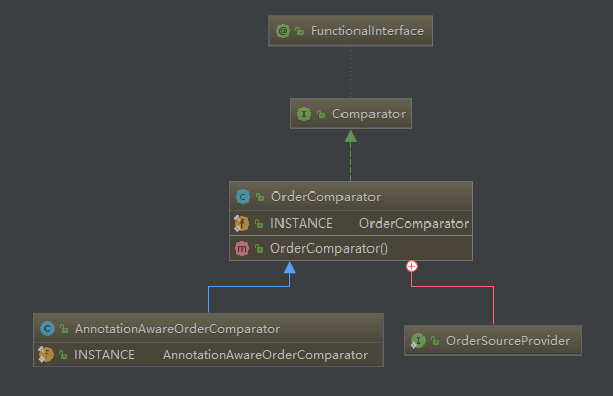 @ FunctionalInterface
I Comparator
C OrderComparator
f INSTANCE OrderComparator
m OrderComparator()
C AnnotationAwareOrderComparator
f INSTANCE AnnotationAwareOrderComparator
I OrderSourceProvider